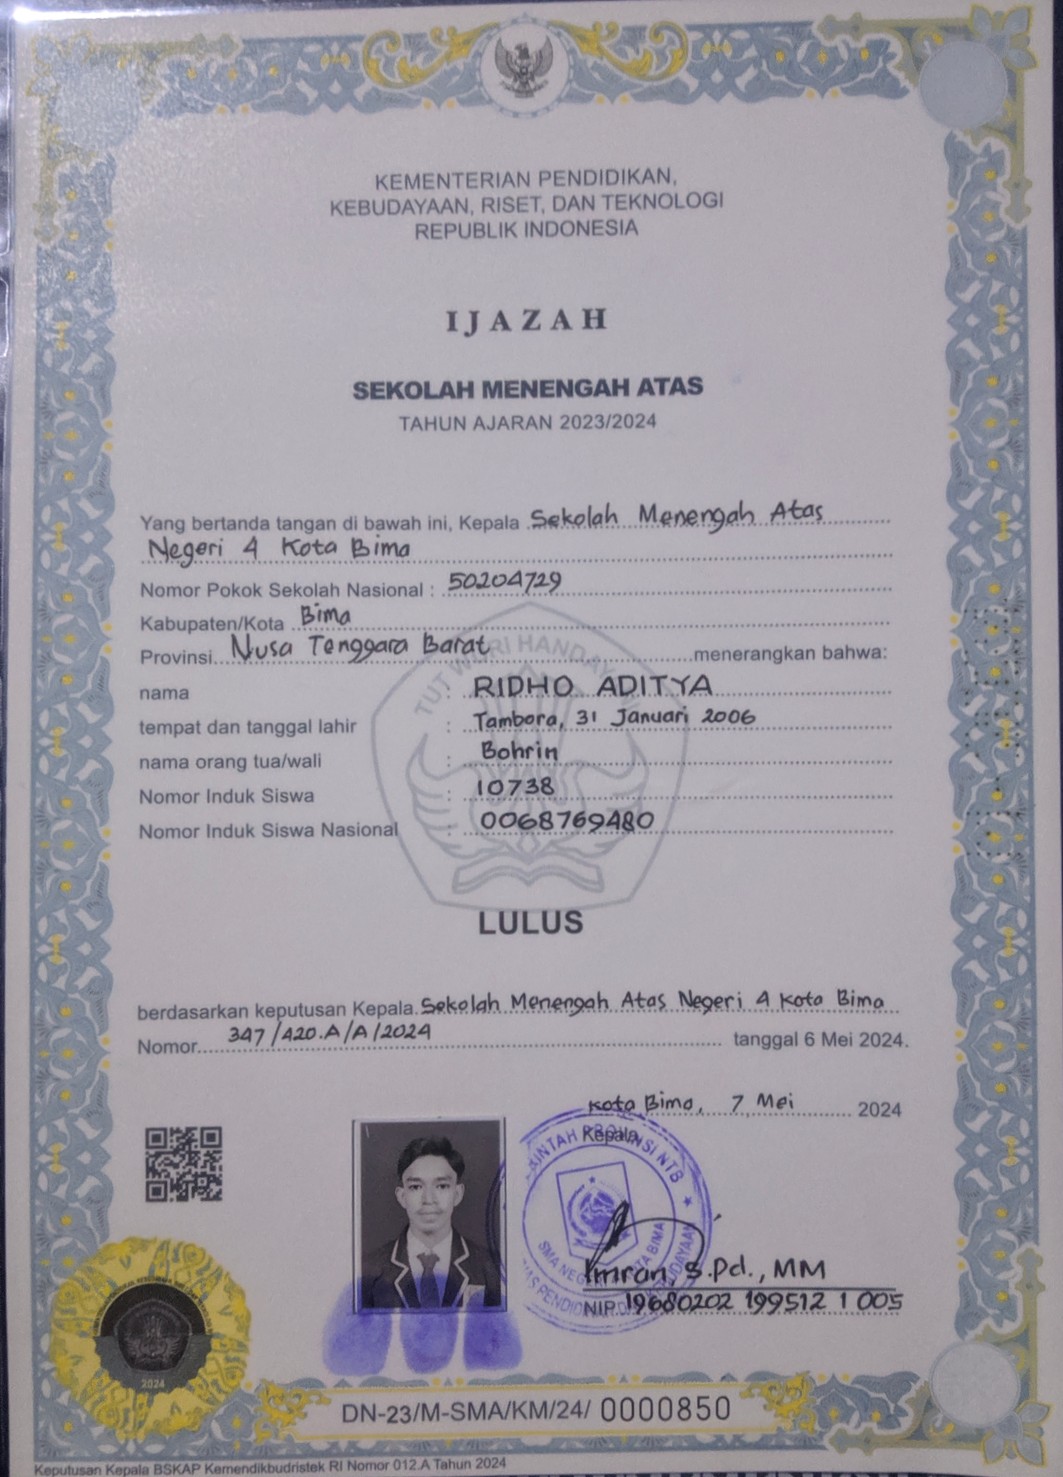 KEMENTERIAN PENDIDIKAN,
KEBUDAYAAN, RISET, DAN TEKNOLOGI
REPUBLIK INDONESIA
IJAZAH
SEKOLAH MENENGAH ATAS
TAHUN AJARAN 2023/2024
Yang bertanda tangan di bawah ini, Kepala Sekolah Menengah Atas
Negeri 4 Kota Bima
Nomor Pokok Sekolah Nasional : 50204729
Kabupaten/Kota Bima
Provinsi Nusa Tenggara Barat menerangkan bahwa:
TUT WURI HANDAYANI
nama : RIDHO ADITYA
tempat dan tanggal lahir : Tambora, 31 Januari 2006
nama orang tua/wali : Bohrin
Nomor Induk Siswa : 10738
Nomor Induk Siswa Nasional : 0068769480
LULUS
berdasarkan keputusan Kepala Sekolah Menengah Atas Negeri 4 Kota Bima
Nomor 347/420.A/A/2024 tanggal 6 Mei 2024.
Kota Bima, 7 Mei 2024
Kepala
Imran, S.Pd., MM
NIP 19680202 199512 1 005
2024
DN-23/M-SMA/KM/24/ 0000850
Keputusan Kepala BSKAP Kemendikbudristek RI Nomor 012.A Tahun 2024